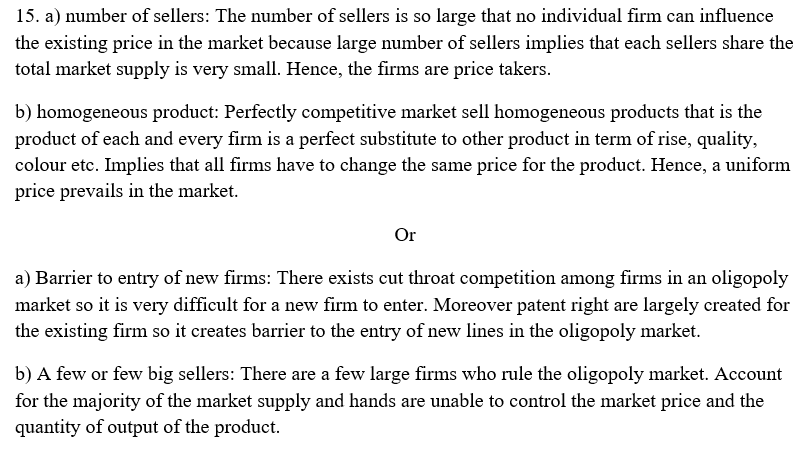 15. a) number of sellers: The number of sellers is so large that no individual firm can influence
the existing price in the market because large number of sellers implies that each sellers share the
total market supply is very small. Hence, the firms are price takers.
b) homogeneous product: Perfectly competitive market sell homogeneous products that is the
product of each and every firm is a perfect substitute to other product in term of rise, quality,
colour etc. Implies that all firms have to change the same price for the product. Hence, a uniform
price prevails in the market.
Or
a) Barrier to entry of new firms: There exists cut throat competition among firms in an oligopoly
market so it is very difficult for a new firm to enter. Moreover patent right are largely created for
the existing firm so it creates barrier to the entry of new lines in the oligopoly market.
b) A few or few big sellers: There are a few large firms who rule the oligopoly market. Account
for the majority of the market supply and hands are unable to control the market price and the
quantity of output of the product.